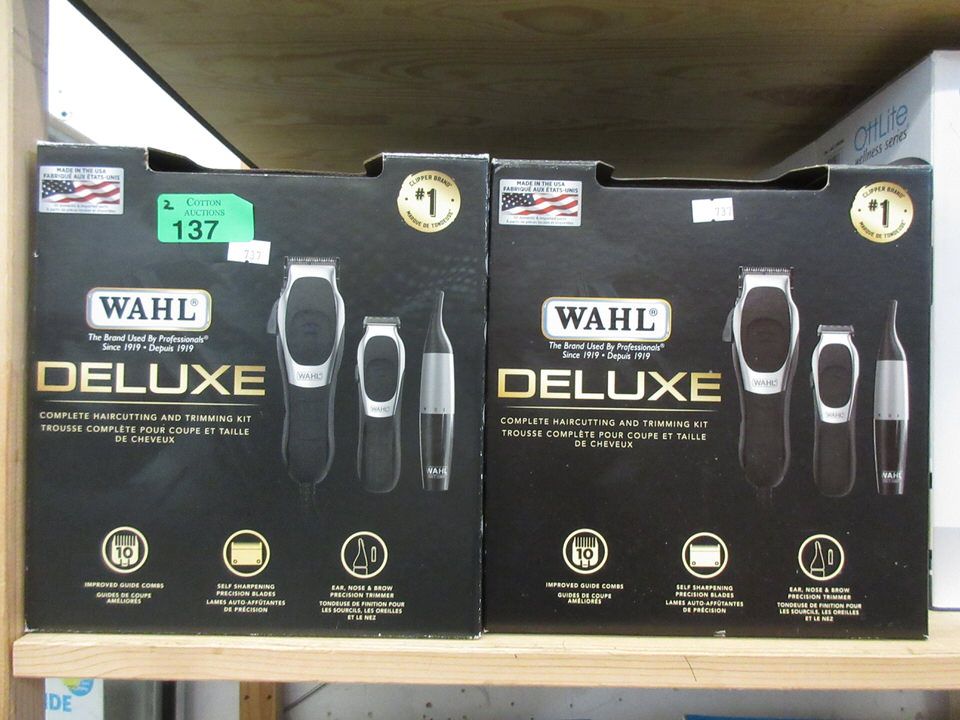 MADE IN THE USA
FABRIQUÉ AUX ÉTATS-UNIS
2 COTTON
AUCTIONS
137
737
CLIPPER BRAND
#1
MARQUE DE TONDEUSE
WAHL®
The Brand Used By Professionals®
Since 1919 • Depuis 1919
DELUXE
COMPLETE HAIRCUTTING AND TRIMMING KIT
TROUSSE COMPLÈTE POUR COUPE ET TAILLE
DE CHEVEUX
WAHL
WAHL
WAHL
10
IMPROVED GUIDE COMBS
GUIDES DE COUPE
AMÉLIORÉS
SELF SHARPENING
PRECISION BLADES
LAMES AUTO-AFFÛTANTES
DE PRÉCISION
EAR, NOSE & BROW
PRECISION TRIMMER
TONDEUSE DE FINITION POUR
LES SOURCILS, LES OREILLES
ET LE NEZ
MADE IN THE USA
FABRIQUÉ AUX ÉTATS-UNIS
737
CLIPPER BRAND
#1
MARQUE DE TONDEUSE
WAHL®
The Brand Used By Professionals®
Since 1919 • Depuis 1919
DELUXE
COMPLETE HAIRCUTTING AND TRIMMING KIT
TROUSSE COMPLÈTE POUR COUPE ET TAILLE
DE CHEVEUX
WAHL
WAHL
WAHL
10
IMPROVED GUIDE COMBS
GUIDES DE COUPE
AMÉLIORÉS
SELF SHARPENING
PRECISION BLADES
LAMES AUTO-AFFÛTANTES
DE PRÉCISION
EAR, NOSE & BROW
PRECISION TRIMMER
TONDEUSE DE FINITION POUR
LES SOURCILS, LES OREILLES
ET LE NEZ
OttLite
wellness series
IDE